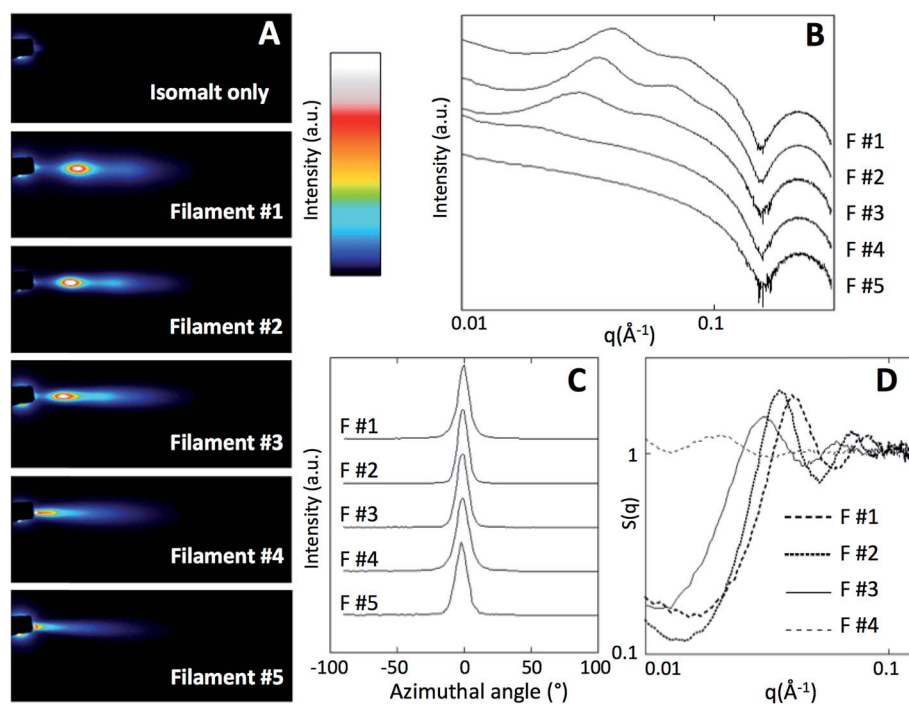 A
Isomalt only
Filament #1
Filament #2
Filament #3
Filament #4
Filament #5
Intensity (a.u.)
B
Intensity (a.u.)
F #1
F #2
F #3
F #4
F #5
0.01
0.1
q(Å⁻¹)
C
Intensity (a.u.)
F #1
F #2
F #3
F #4
F #5
-100
-50
0
50
100
Azimuthal angle (°)
D
S(q)
1
0.1
F #1
F #2
F #3
F #4
0.01
0.1
q(Å⁻¹)